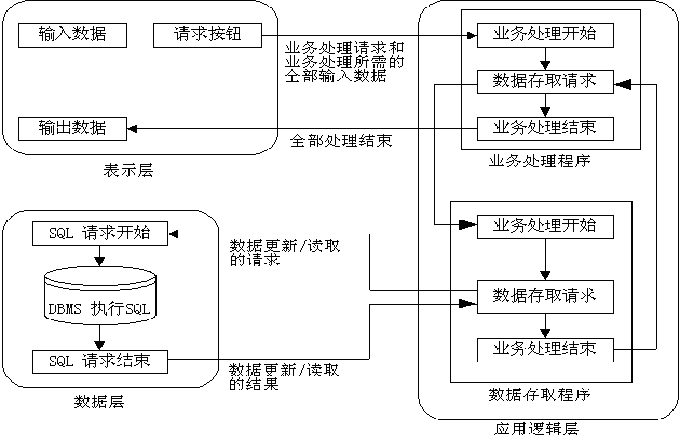 输入数据
请求按钮
输出数据
表示层
业务处理请求和
业务处理所需的
全部输入数据
全部处理结束
业务处理开始
数据存取请求
业务处理结束
业务处理程序
SQL 请求开始
DBMS 执行SQL
SQL 请求结束
数据层
数据更新/读取
的请求
数据更新/读取
的结果
业务处理开始
数据存取请求
业务处理结束
数据存取程序
应用逻辑层